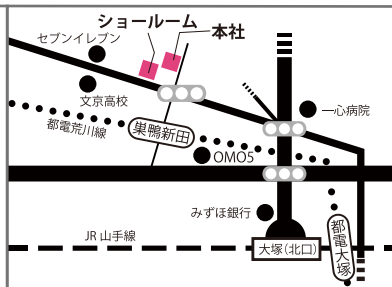 ショールーム
本社
セブンイレブン
文京高校
一心病院
都電荒川線
巣鴨新田
OMO5
みずほ銀行
JR山手線
大塚(北口)
都電大塚